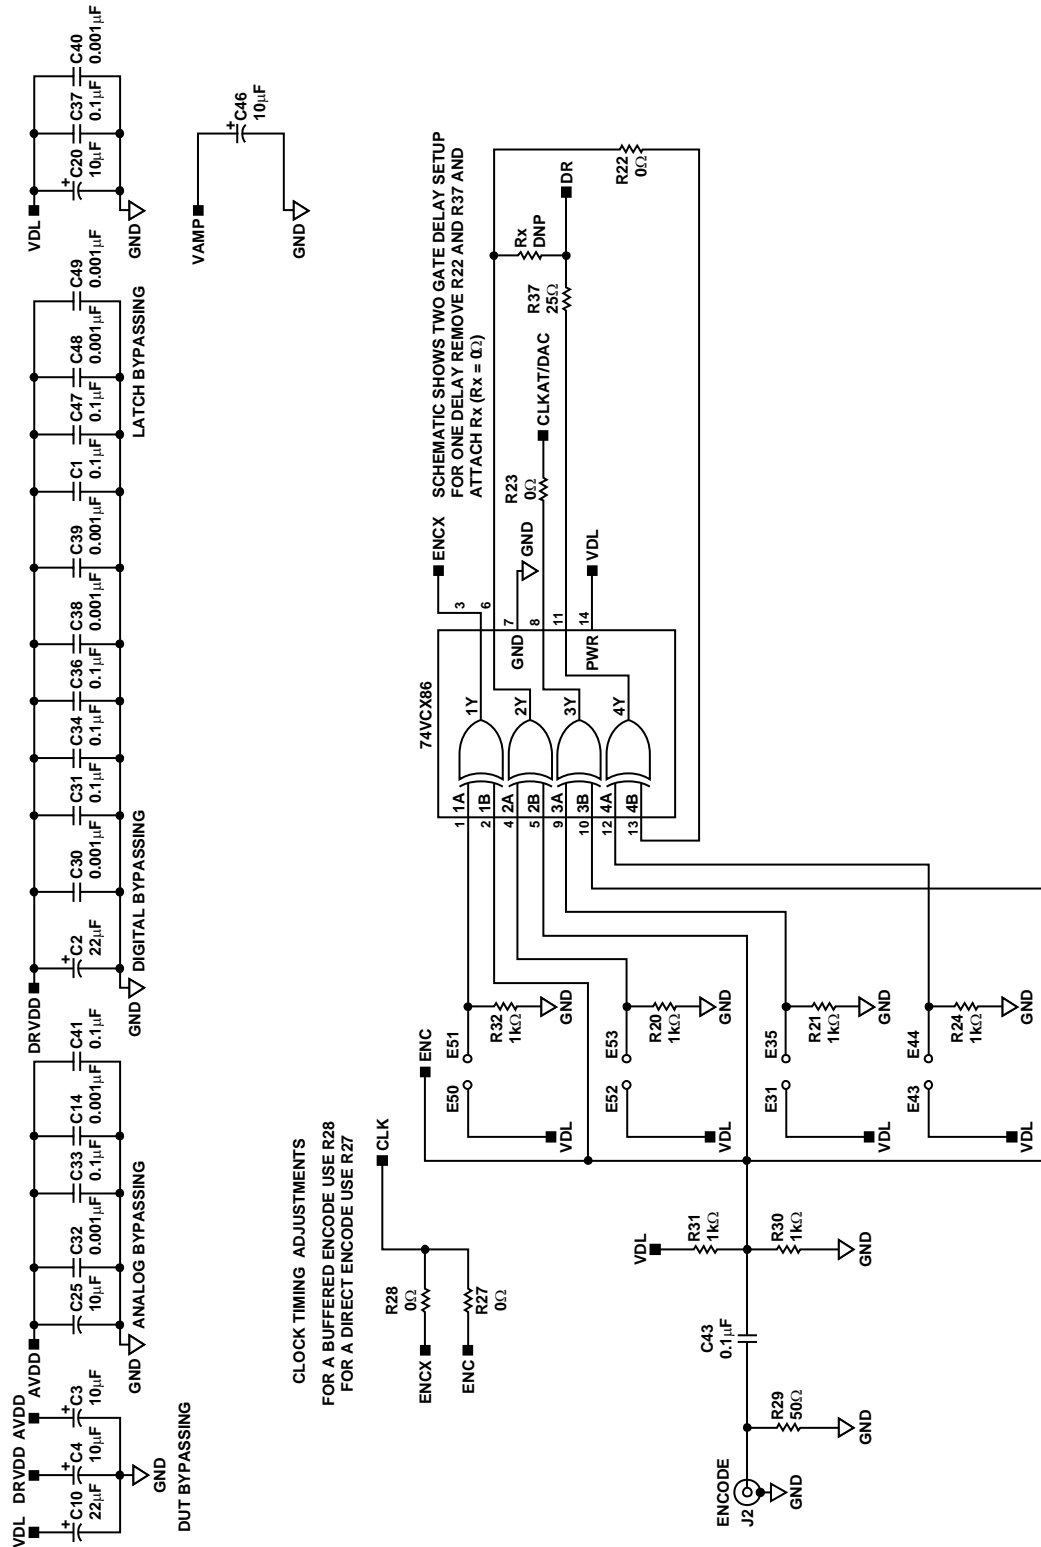 VDL
C10
22µF
DRVDD
C4
10µF
AVDD
C3
10µF
GND
DUT BYPASSING
AVDD
C25
10µF
C32
0.001µF
C33
0.1µF
C14
0.001µF
C41
0.1µF
GND
ANALOG BYPASSING
DRVDD
C2
22µF
C30
0.001µF
C31
0.1µF
C34
0.1µF
C36
0.1µF
C38
0.001µF
C39
0.001µF
C1
0.1µF
C47
0.1µF
C48
0.001µF
C49
0.001µF
GND
DIGITAL BYPASSING
LATCH BYPASSING
VDL
C20
10µF
C37
0.1µF
C40
0.001µF
GND
VAMP
C46
10µF
GND
CLOCK TIMING ADJUSTMENTS
FOR A BUFFERED ENCODE USE R28
FOR A DIRECT ENCODE USE R27
CLK
R28
0Ω
ENCX
R27
0Ω
ENC
SCHEMATIC SHOWS TWO GATE DELAY SETUP
FOR ONE DELAY REMOVE R22 AND R37 AND
ATTACH Rx (Rx = 0Ω)
ENC
ENCX
E50
E51
VDL
R32
1kΩ
GND
E52
E53
VDL
R20
1kΩ
GND
E31
E35
VDL
R21
1kΩ
GND
E43
E44
VDL
R24
1kΩ
GND
74VCX86
1
1A
2
1B
4
2A
5
2B
9
3A
10
3B
12
4A
13
4B
1Y
2Y
3Y
4Y
3
6
7
GND
8
11
14
PWR
GND
VDL
R23
0Ω
CLKAT/DAC
R37
25Ω
Rx
DNP
DR
R22
0Ω
ENCODE
J2
GND
R29
50Ω
GND
C43
0.1µF
VDL
R31
1kΩ
R30
1kΩ
GND